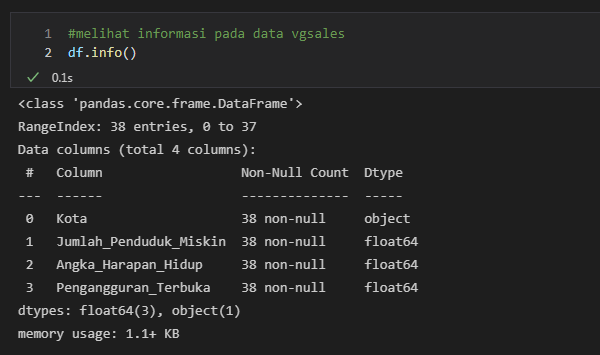 1 #melihat informasi pada data vgsales
2 df.info()
✓ 0.1s
<class 'pandas.core.frame.DataFrame'>
RangeIndex: 38 entries, 0 to 37
Data columns (total 4 columns):
 #   Column                  Non-Null Count  Dtype
---  ------                  --------------  -----
 0   Kota                    38 non-null     object
 1   Jumlah_Penduduk_Miskin  38 non-null     float64
 2   Angka_Harapan_Hidup     38 non-null     float64
 3   Pengangguran_Terbuka    38 non-null     float64
dtypes: float64(3), object(1)
memory usage: 1.1+ KB